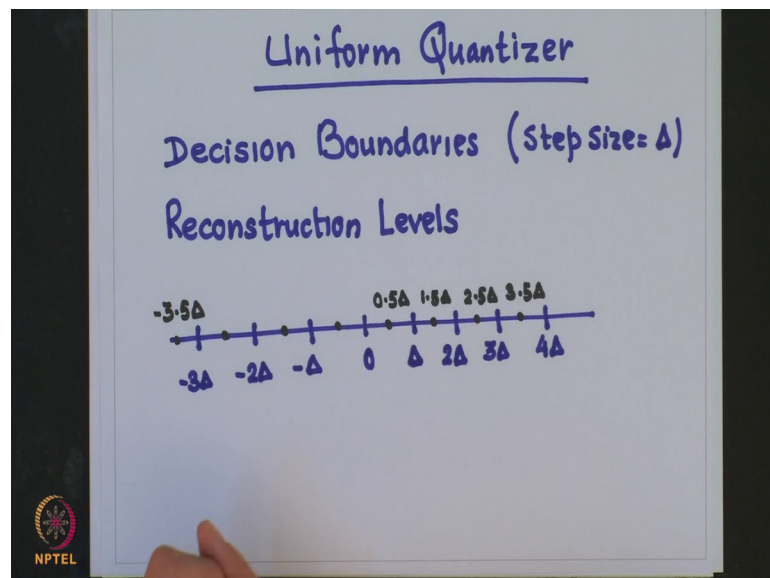 Uniform Quantizer
Decision Boundaries (Step Size = Δ)
Reconstruction Levels
-3.5Δ 0.5Δ 1.5Δ 2.5Δ 3.5Δ
-3Δ -2Δ -Δ 0 Δ 2Δ 3Δ 4Δ
NPTEL